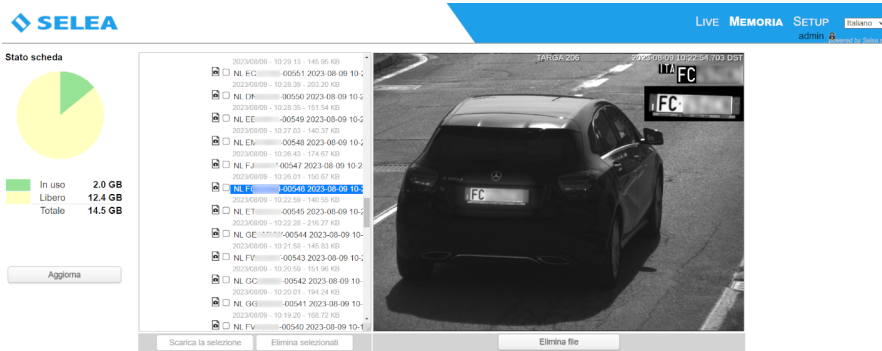 SELEA
LIVE MEMORIA SETUP Italiano
admin
powered by Selea
Stato scheda
In uso 2.0 GB
Libero 12.4 GB
Totale 14.5 GB
Aggiorna
2023/08/09 - 10:29:13 - 145.95 KB
NL EC -00551 2023-08-09 10-2
2023/08/09 - 10:28:39 - 203.20 KB
NL DN -00550 2023-08-09 10-2
2023/08/09 - 10:28:35 - 151.54 KB
NL EE -00549 2023-08-09 10-2
2023/08/09 - 10:27:03 - 140.37 KB
NL EM -00548 2023-08-09 10-2
2023/08/09 - 10:26:43 - 174.67 KB
NL FJ -00547 2023-08-09 10-2
2023/08/09 - 10:26:01 - 150.67 KB
NL FC -00546 2023-08-09 10-2
2023/08/09 - 10:22:59 - 140.55 KB
NL ET -00545 2023-08-09 10-2
2023/08/09 - 10:22:28 - 216.27 KB
NL GE -00544 2023-08-09 10-
2023/08/09 - 10:21:58 - 145.83 KB
NL FW -00543 2023-08-09 10-2
2023/08/09 - 10:20:59 - 151.96 KB
NL GC -00542 2023-08-09 10-
2023/08/09 - 10:20:01 - 194.24 KB
NL GG -00541 2023-08-09 10-
2023/08/09 - 10:19:20 - 168.72 KB
NL FV -00540 2023-08-09 10-1
Scarica la selezione Elimina selezionati
TARGA 206 2023-08-09 10:22:54.703 DST
ITA FC
FC
FC
Elimina file